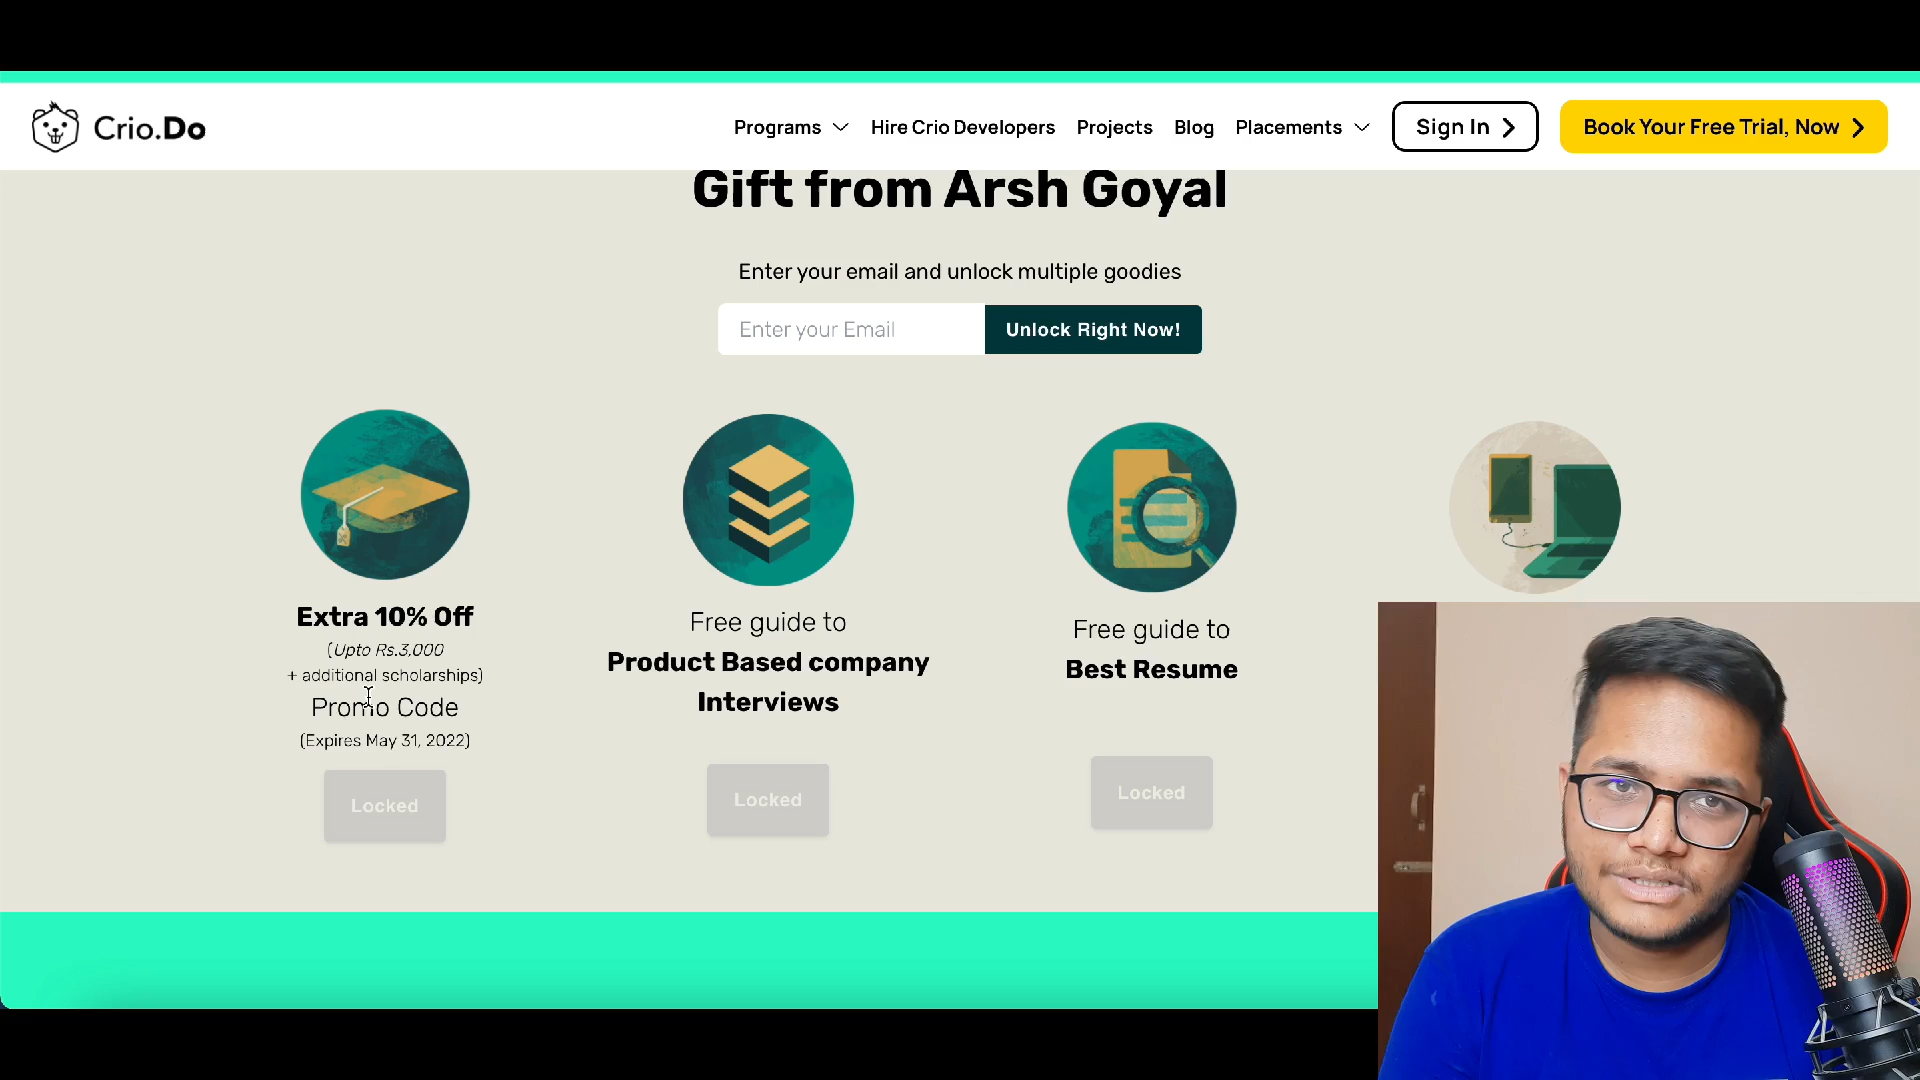 Crio.Do
Programs
Hire Crio Developers
Projects
Blog
Placements
Sign In
Book Your Free Trial, Now
Gift from Arsh Goyal
Enter your email and unlock multiple goodies
Enter your Email
Unlock Right Now!
Extra 10% Off
(Upto Rs.3,000
+ additional scholarships)
Promo Code
(Expires May 31, 2022)
Locked
Free guide to
Product Based company
Interviews
Locked
Free guide to
Best Resume
Locked